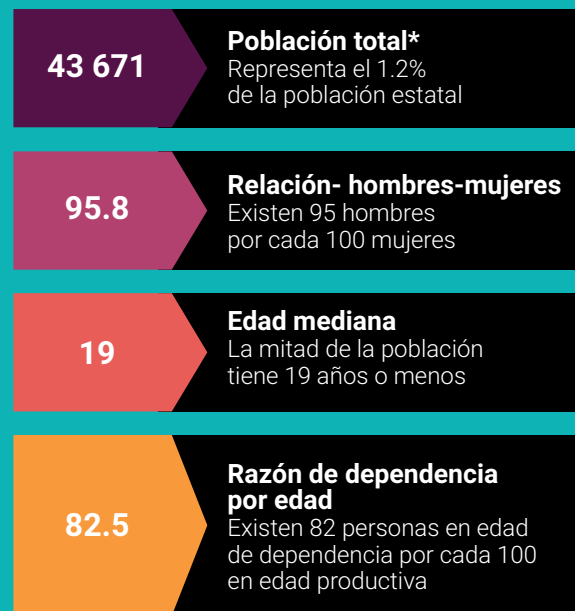 43 671
Población total*
Representa el 1.2%
de la población estatal
95.8
Relación- hombres-mujeres
Existen 95 hombres
por cada 100 mujeres
19
Edad mediana
La mitad de la población
tiene 19 años o menos
82.5
Razón de dependencia
por edad
Existen 82 personas en edad
de dependencia por cada 100
en edad productiva